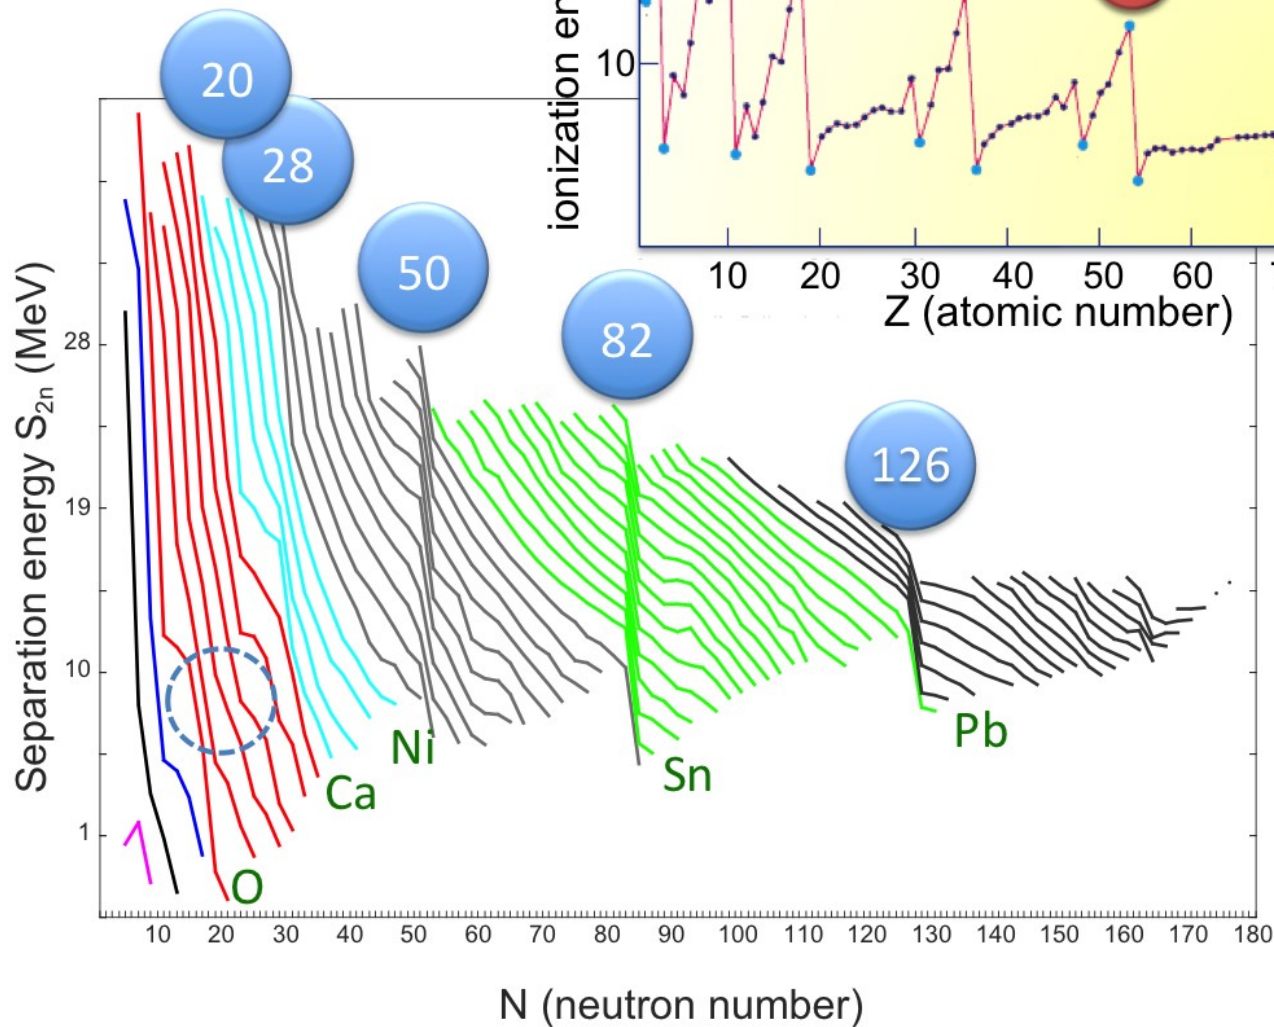 20
28
50
82
126
10
ionization en
10 20 30 40 50 60
Z (atomic number)
Separation energy S₂ₙ (MeV)
28
19
10
1
O
Ca
Ni
Sn
Pb
10 20 30 40 50 60 70 80 90 100 110 120 130 140 150 160 170 180
N (neutron number)